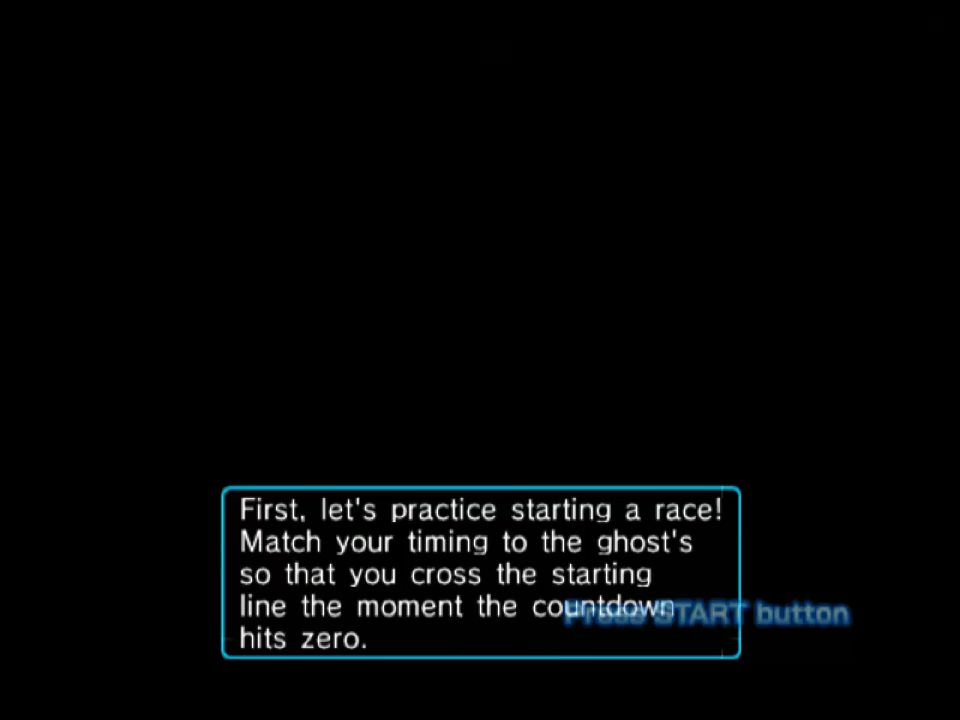 First, let's practice starting a race!
Match your timing to the ghost's
so that you cross the starting
line the moment the countdown
hits zero.
Press START button